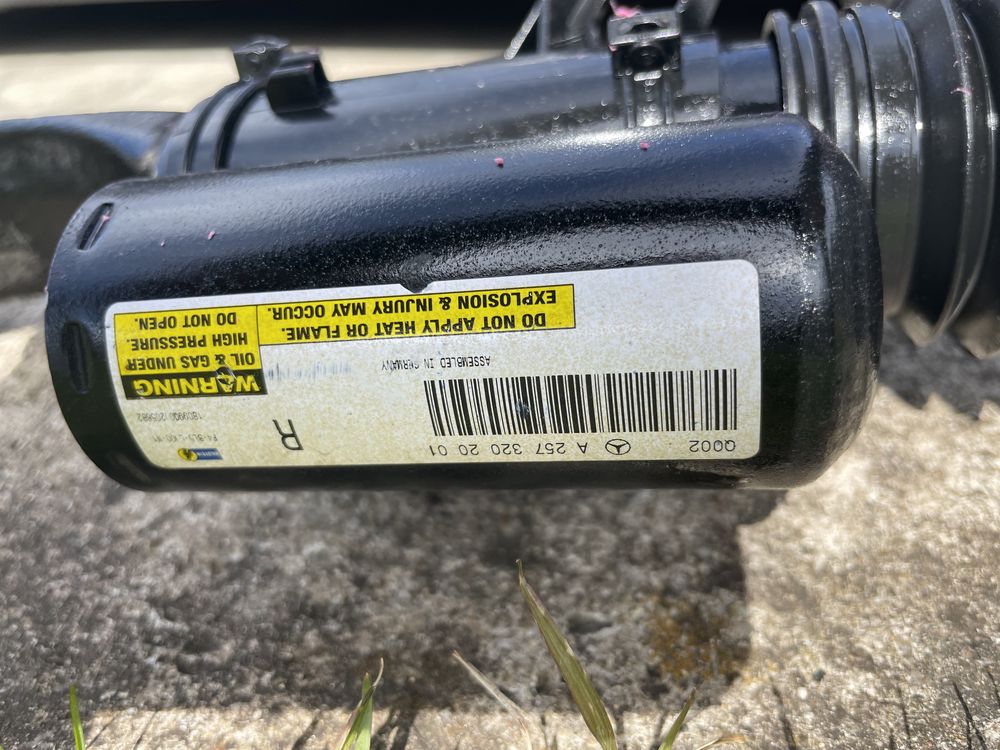 Q002 A 257 320 20 01
R
ASSEMBLED IN GERMANY
WARNING
OIL & GAS UNDER
HIGH PRESSURE.
DO NOT OPEN.
DO NOT APPLY HEAT OR FLAME.
EXPLOSION & INJURY MAY OCCUR.